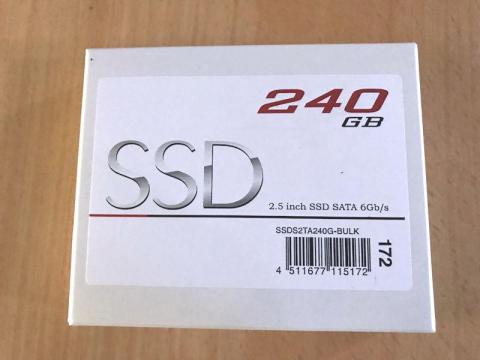 240
GB
SSD
2.5 inch SSD SATA 6Gb/s
SSDS2TA240G-BULK
172
4 511677 115172